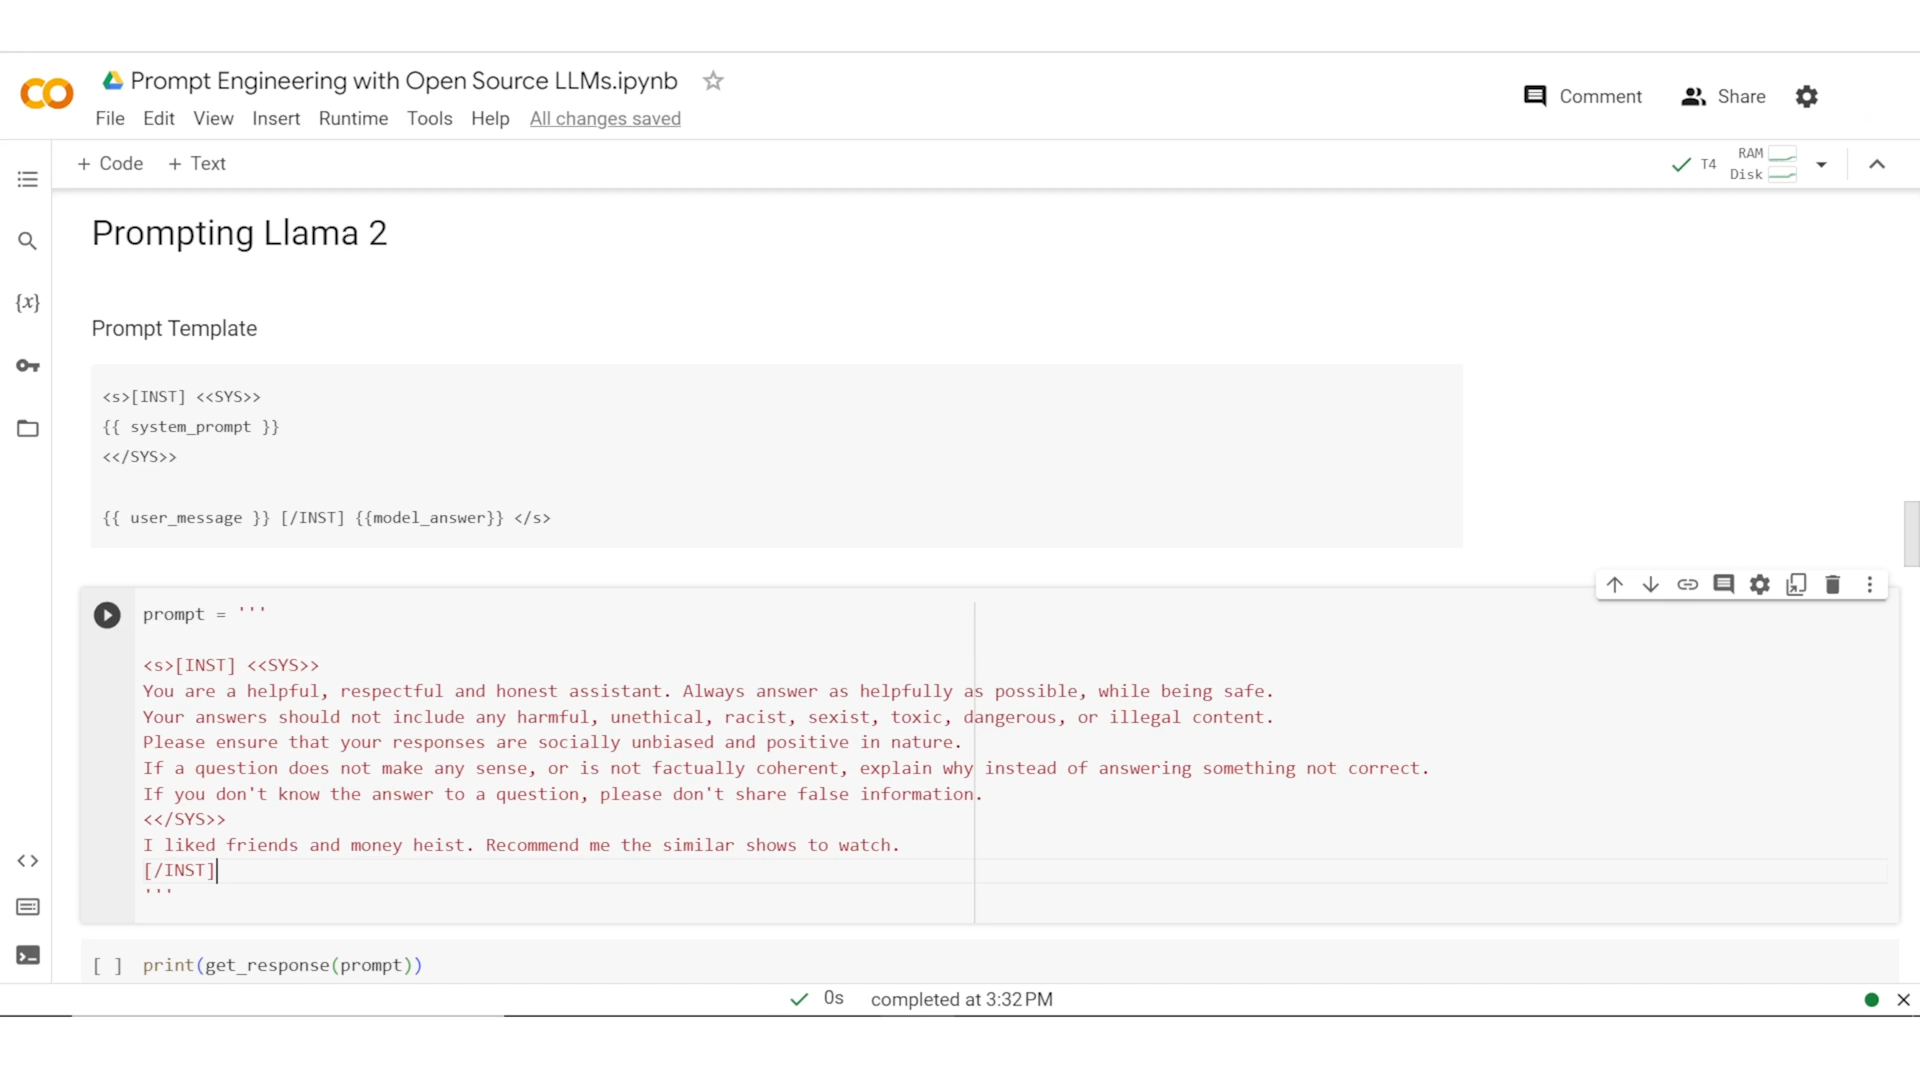 Prompt Engineering with Open Source LLMs.ipynb
Comment
Share
File Edit View Insert Runtime Tools Help All changes saved
+ Code + Text
T4
RAM
Disk
Prompting Llama 2
{x}
Prompt Template
<s>[INST] <<SYS>>
{{ system_prompt }}
<</SYS>>
{{ user_message }} [/INST] {{model_answer}} </s>
prompt = '''
<s>[INST] <<SYS>>
You are a helpful, respectful and honest assistant. Always answer as helpfully as possible, while being safe.
Your answers should not include any harmful, unethical, racist, sexist, toxic, dangerous, or illegal content.
Please ensure that your responses are socially unbiased and positive in nature.
If a question does not make any sense, or is not factually coherent, explain why instead of answering something not correct.
If you don't know the answer to a question, please don't share false information.
<</SYS>>
I liked friends and money heist. Recommend me the similar shows to watch.
[/INST]
'''
[ ] print(get_response(prompt))
0s completed at 3:32 PM